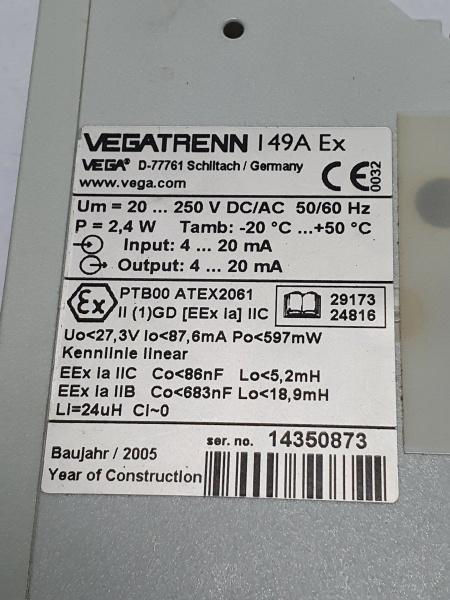 VEGATRENN 149A Ex
VEGA® D-77761 Schiltach / Germany
www.vega.com
CE 0032
Um = 20 ... 250 V DC/AC 50/60 Hz
P = 2,4 W Tamb: -20 °C ...+50 °C
Input: 4 ... 20 mA
Output: 4 ... 20 mA
Ex PTB00 ATEX2061
II (1)GD [EEx ia] IIC
29173
24816
Uo<27,3V Io<87,6mA Po<597mW
Kennlinie linear
EEx ia IIC Co<86nF Lo<5,2mH
EEx ia IIB Co<683nF Lo<18,9mH
Li=24uH Ci~0
Baujahr / 2005
Year of Construction
ser. no. 14350873